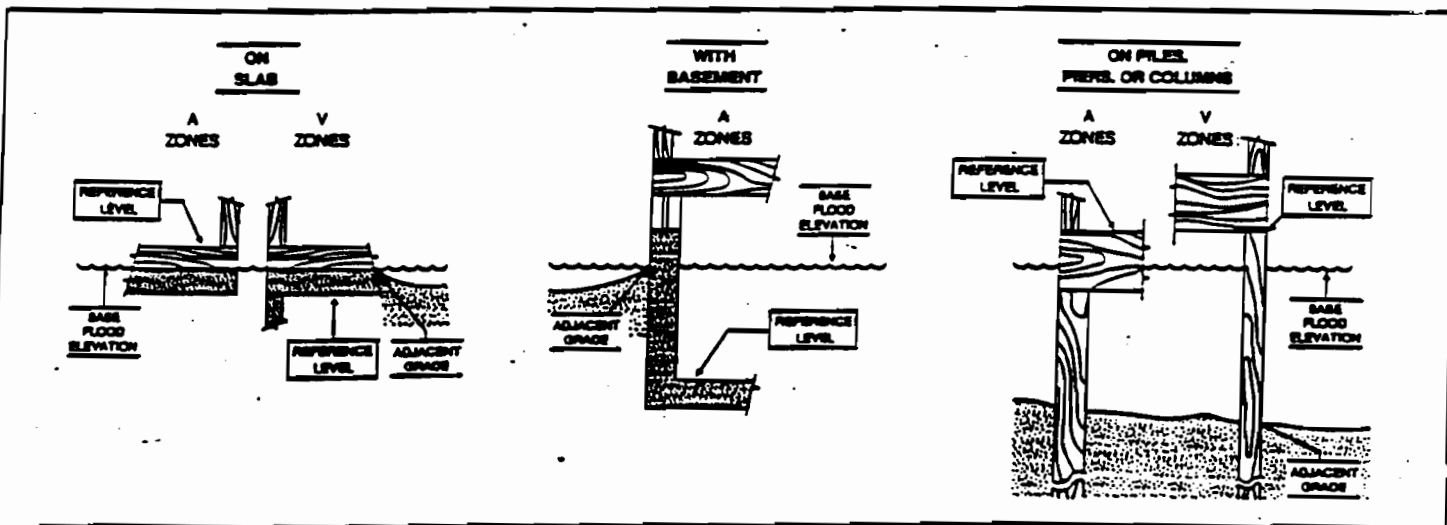 ON
SLAB
A
ZONES
V
ZONES
REFERENCE
LEVEL
BASE
FLOOD
ELEVATION
REFERENCE
LEVEL
ADJACENT
GRADE
WITH
BASEMENT
A
ZONES
BASE
FLOOD
ELEVATION
ADJACENT
GRADE
REFERENCE
LEVEL
ON PILES,
PIERS, OR COLUMNS
A
ZONES
V
ZONES
REFERENCE
LEVEL
REFERENCE
LEVEL
BASE
FLOOD
ELEVATION
ADJACENT
GRADE